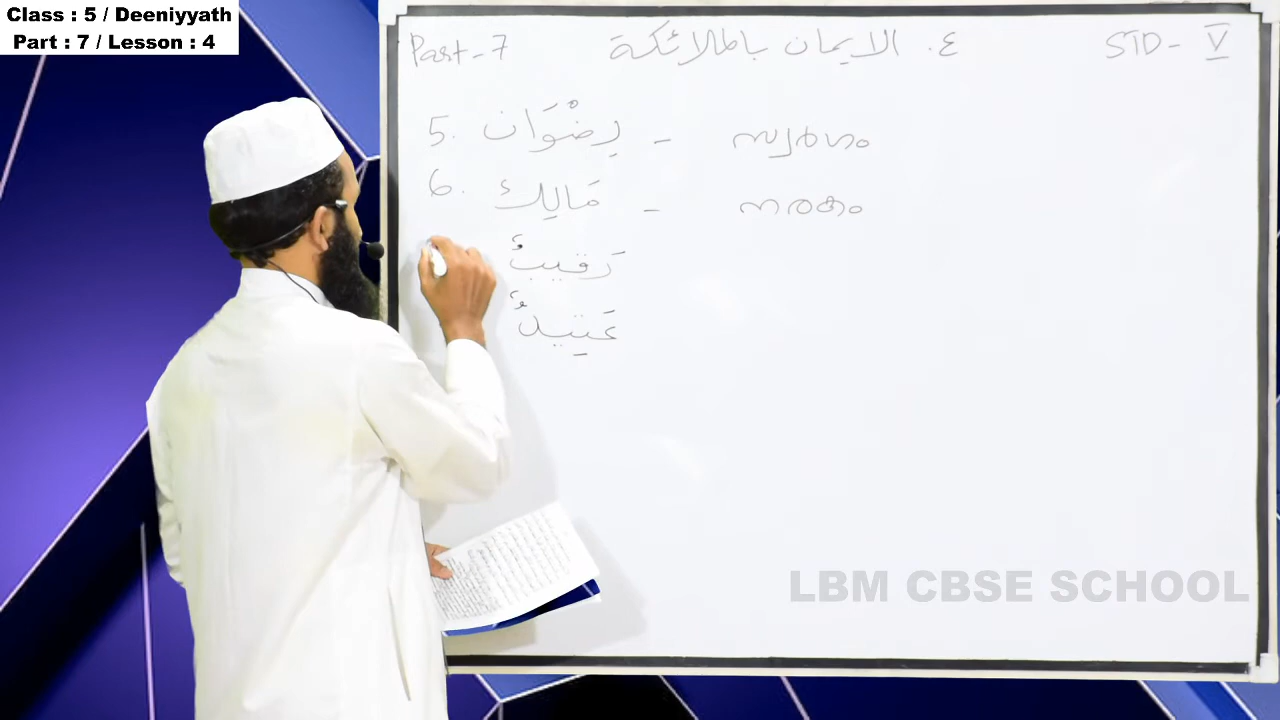 Class : 5 / Deeniyyath
Part : 7 / Lesson : 4
Part - 7 ٤. الايمان بالملائكة STD - V
5. رِضْوَان - സ്വർഗം
6. مَالِك - നരകം
رَقيبٌ
عَتِيدٌ
LBM CBSE SCHOOL